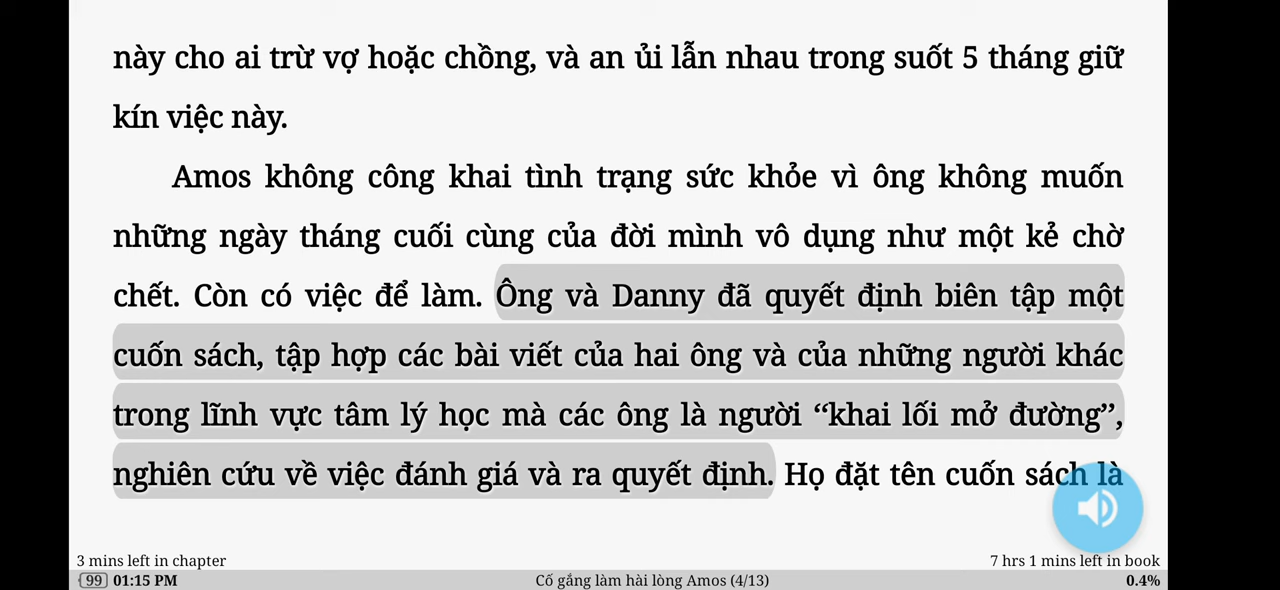 này cho ai trừ vợ hoặc chồng, và an ủi lẫn nhau trong suốt 5 tháng giữ
kín việc này.
Amos không công khai tình trạng sức khỏe vì ông không muốn
những ngày tháng cuối cùng của đời mình vô dụng như một kẻ chờ
chết. Còn có việc để làm. Ông và Danny đã quyết định biên tập một
cuốn sách, tập hợp các bài viết của hai ông và của những người khác
trong lĩnh vực tâm lý học mà các ông là người “khai lối mở đường”,
nghiên cứu về việc đánh giá và ra quyết định. Họ đặt tên cuốn sách là
3 mins left in chapter
7 hrs 1 mins left in book
99 01:15 PM
Cố gắng làm hài lòng Amos (4/13)
0.4%